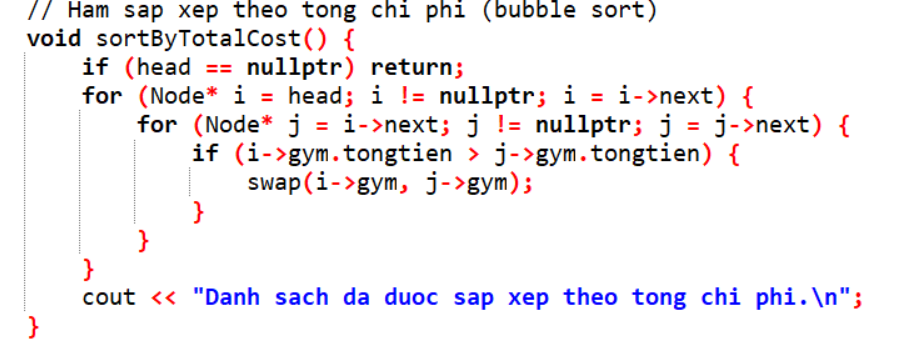 // Ham sap xep theo tong chi phi (bubble sort)
void sortByTotalCost() {
    if (head == nullptr) return;
    for (Node* i = head; i != nullptr; i = i->next) {
        for (Node* j = i->next; j != nullptr; j = j->next) {
            if (i->gym.tongtien > j->gym.tongtien) {
                swap(i->gym, j->gym);
            }
        }
    }
    cout << "Danh sach da duoc sap xep theo tong chi phi.\n";
}